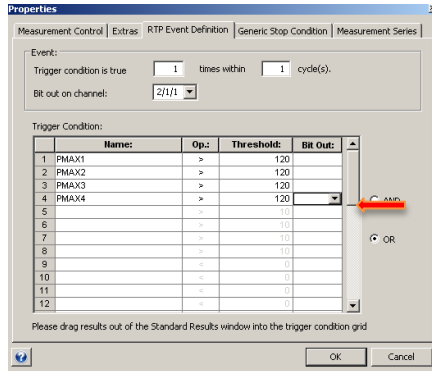 Properties
Measurement Control Extras RTP Event Definition Generic Stop Condition Measurement Series
Event:
Trigger condition is true 1 times within 1 cycle(s).
Bit out on channel: 2/1/1
Trigger Condition:
Name: Op.: Threshold: Bit Out:
1 PMAX1 > 120
2 PMAX2 > 120
3 PMAX3 > 120
4 PMAX4 > 120
AND
5 > 10
6 > 10
7 > 10
OR
8 > 10
9 < 0
10 < 0
11 < 0
12 < 0
Please drag results out of the Standard Results window into the trigger condition grid
? OK Cancel